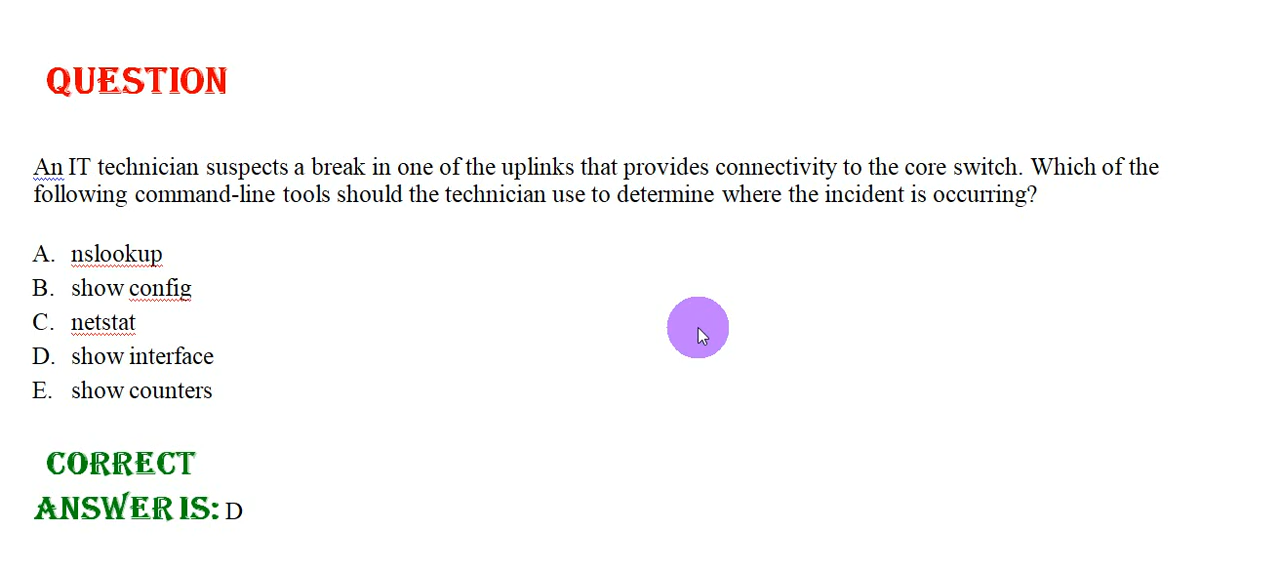 QUESTION
An IT technician suspects a break in one of the uplinks that provides connectivity to the core switch. Which of the
following command-line tools should the technician use to determine where the incident is occurring?
A. nslookup
B. show config
C. netstat
D. show interface
E. show counters
CORRECT
ANSWER IS: D